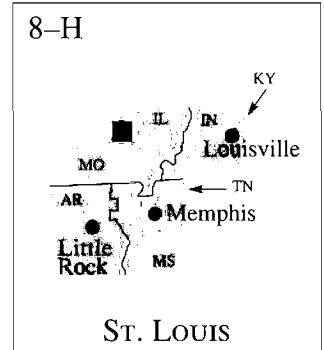 8–H
KY
IL
IN
Louisville
MO
TN
AR
Memphis
Little
Rock
MS
ST. LOUIS